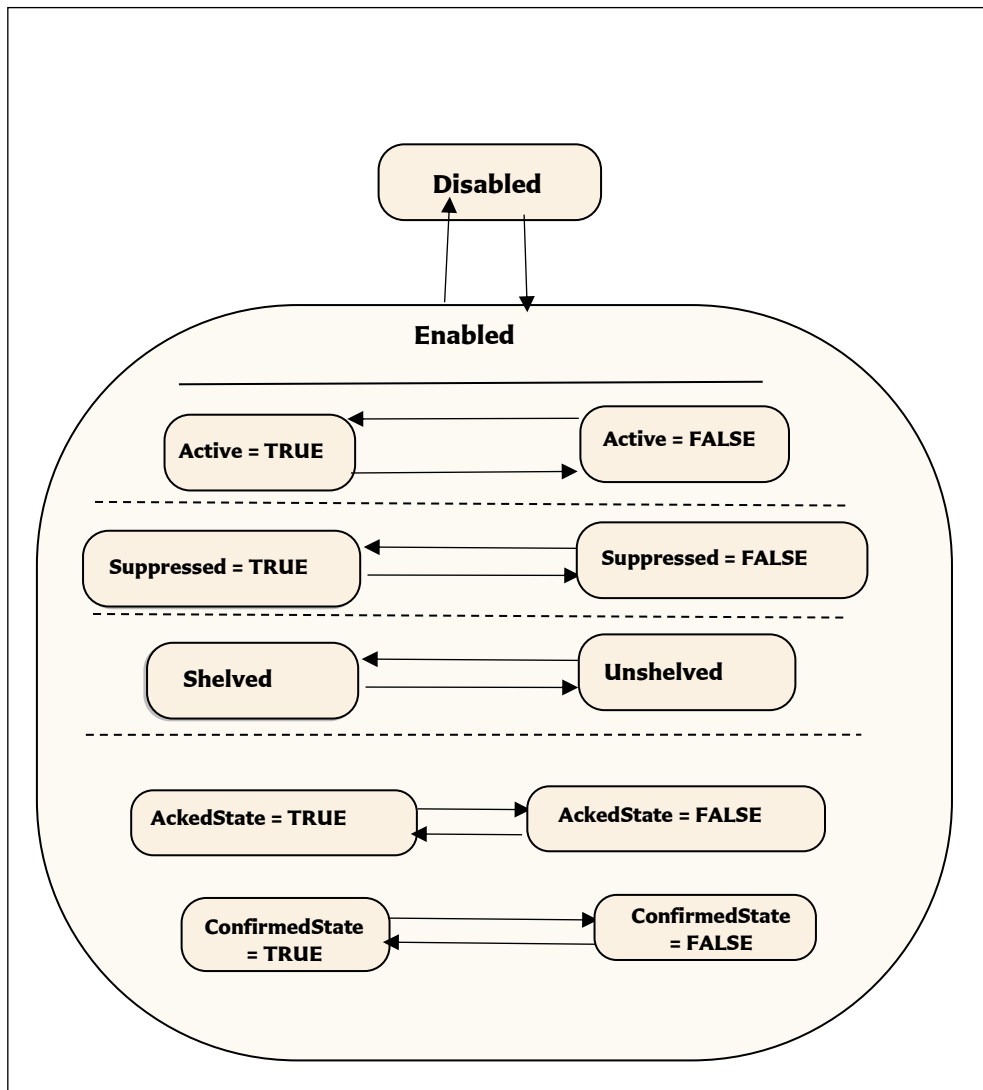 Disabled
Enabled
Active = TRUE
Active = FALSE
Suppressed = TRUE
Suppressed = FALSE
Shelved
Unshelved
AckedState = TRUE
AckedState = FALSE
ConfirmedState
= TRUE
ConfirmedState
= FALSE